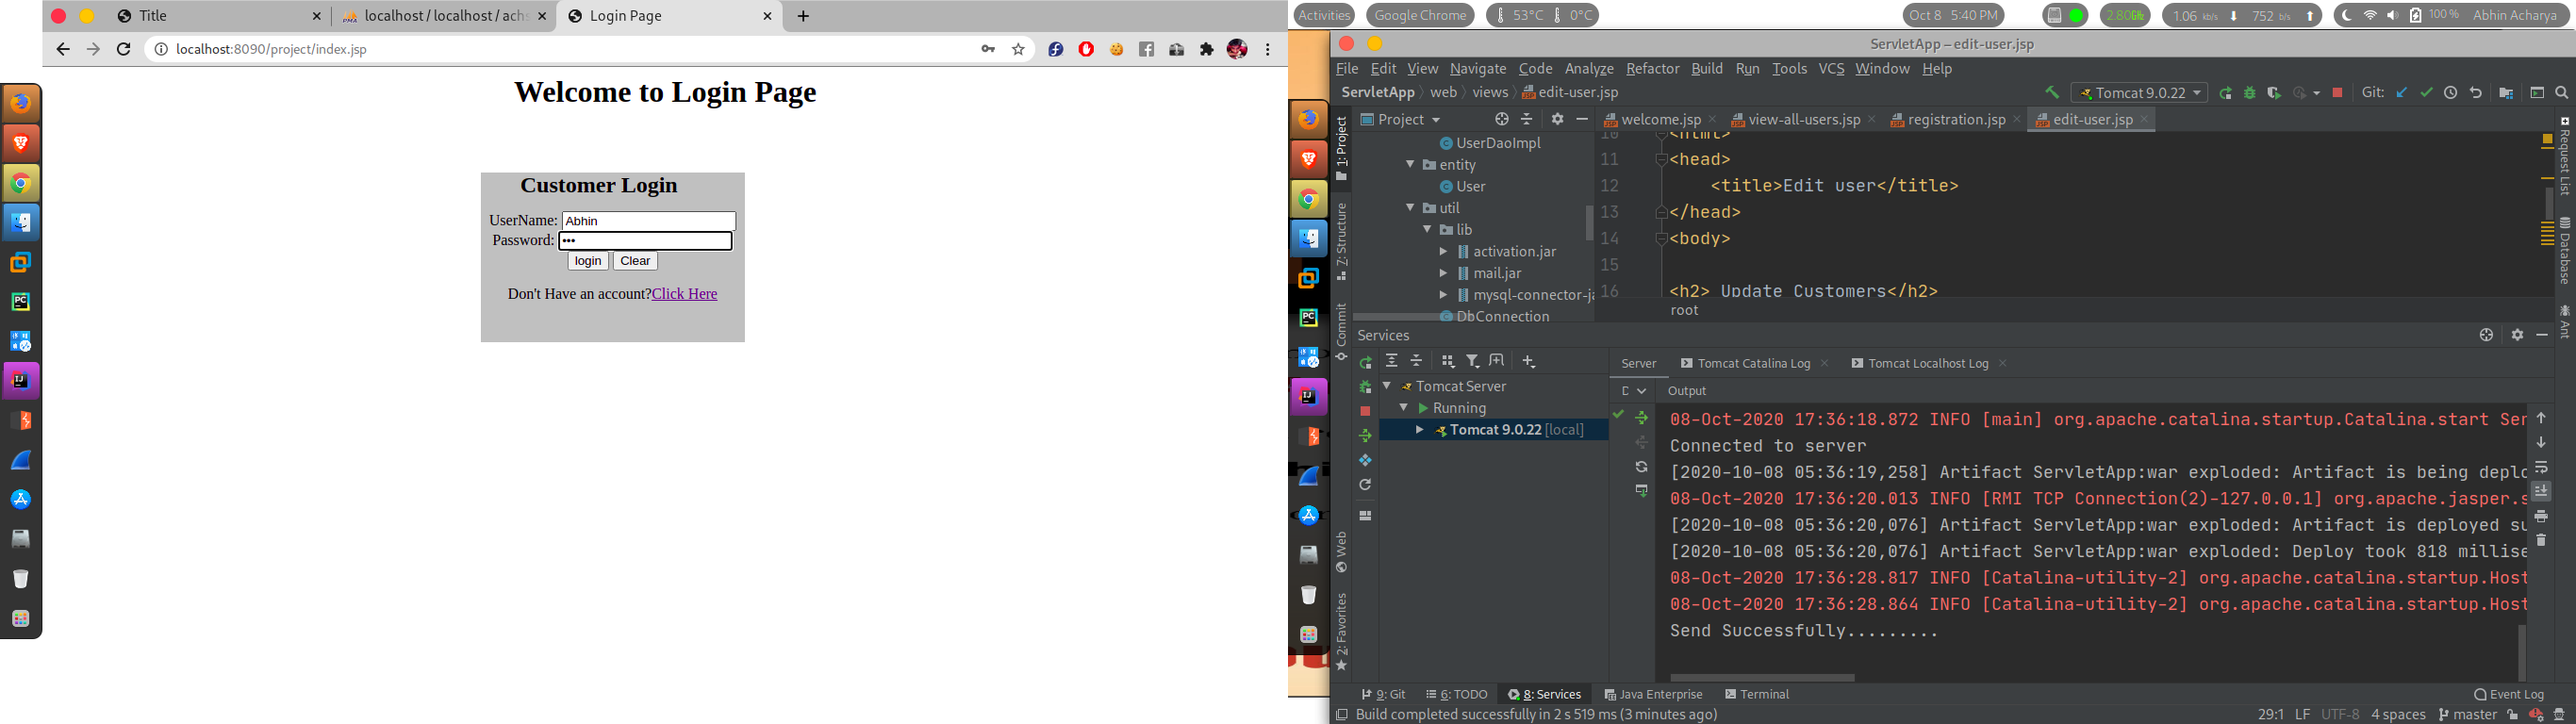 Title
localhost / localhost / achs
Login Page
localhost:8090/project/index.jsp
Welcome to Login Page
Customer Login
UserName: Abhin
Password: •••
login Clear
Don't Have an account?Click Here
Activities Google Chrome 53°C 0°C Oct 8 5:40 PM 1.06 kb/s 752 b/s 100 % Abhin Acharya
ServletApp – edit-user.jsp
File Edit View Navigate Code Analyze Refactor Build Run Tools VCS Window Help
ServletApp web views edit-user.jsp Tomcat 9.0.22 Git:
Project welcome.jsp view-all-users.jsp registration.jsp edit-user.jsp
1: Project
Z: Structure
Commit
Web
2: Favorites
UserDaoImpl
entity
User
util
lib
activation.jar
mail.jar
mysql-connector-ja
DbConnection
10 <html>
11 <head>
12 <title>Edit user</title>
13 </head>
14 <body>
15
16 <h2> Update Customers</h2>
root
Request List
Database
Ant
Services
Server Tomcat Catalina Log Tomcat Localhost Log
Output
Tomcat Server
Running
Tomcat 9.0.22 [local]
08-Oct-2020 17:36:18.872 INFO [main] org.apache.catalina.startup.Catalina.start Ser
Connected to server
[2020-10-08 05:36:19,258] Artifact ServletApp:war exploded: Artifact is being deplo
08-Oct-2020 17:36:20.013 INFO [RMI TCP Connection(2)-127.0.0.1] org.apache.jasper.s
[2020-10-08 05:36:20,076] Artifact ServletApp:war exploded: Artifact is deployed su
[2020-10-08 05:36:20,076] Artifact ServletApp:war exploded: Deploy took 818 millise
08-Oct-2020 17:36:28.817 INFO [Catalina-utility-2] org.apache.catalina.startup.Host
08-Oct-2020 17:36:28.864 INFO [Catalina-utility-2] org.apache.catalina.startup.Host
Send Successfully.........
9: Git 6: TODO 8: Services Java Enterprise Terminal Event Log
Build completed successfully in 2 s 519 ms (3 minutes ago) 29:1 LF UTF-8 4 spaces master